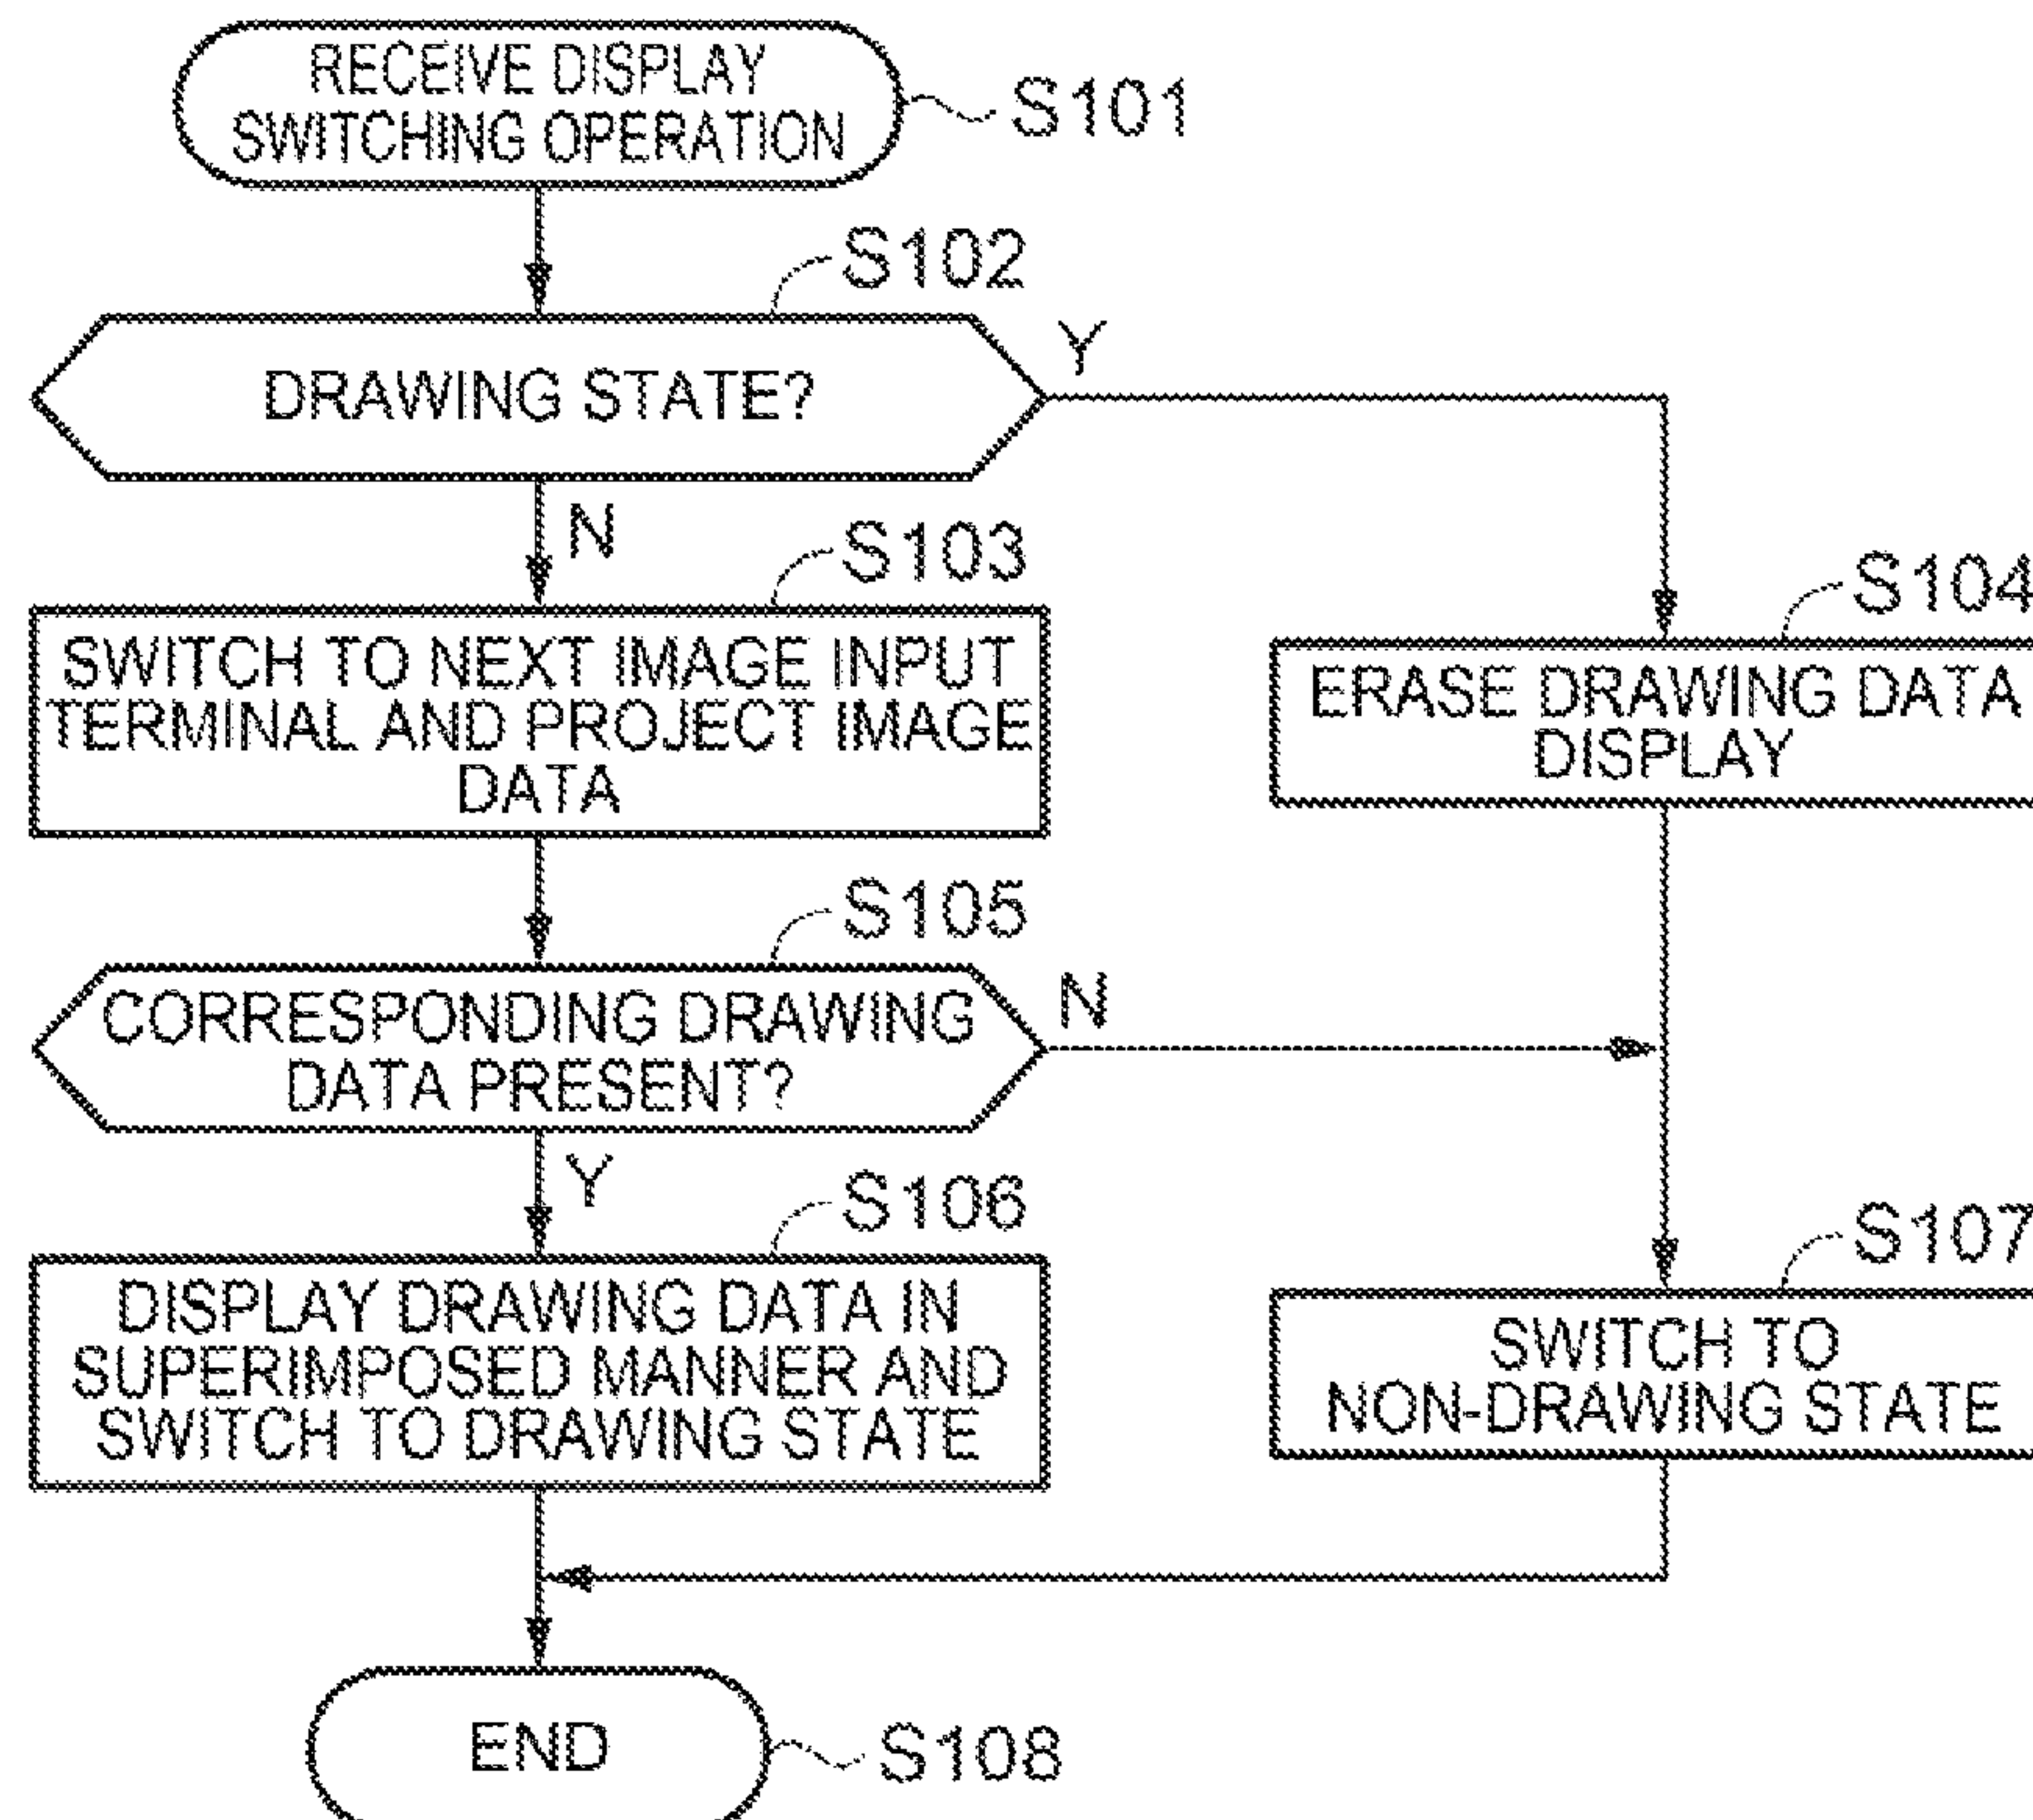 RECEIVE DISPLAY
SWITCHING OPERATION
S101
S102
DRAWING STATE?
Y
N
S103
SWITCH TO NEXT IMAGE INPUT
TERMINAL AND PROJECT IMAGE
DATA
S104
ERASE DRAWING DATA
DISPLAY
S105
CORRESPONDING DRAWING
DATA PRESENT?
N
Y
S106
DISPLAY DRAWING DATA IN
SUPERIMPOSED MANNER AND
SWITCH TO DRAWING STATE
S107
SWITCH TO
NON-DRAWING STATE
END
S108